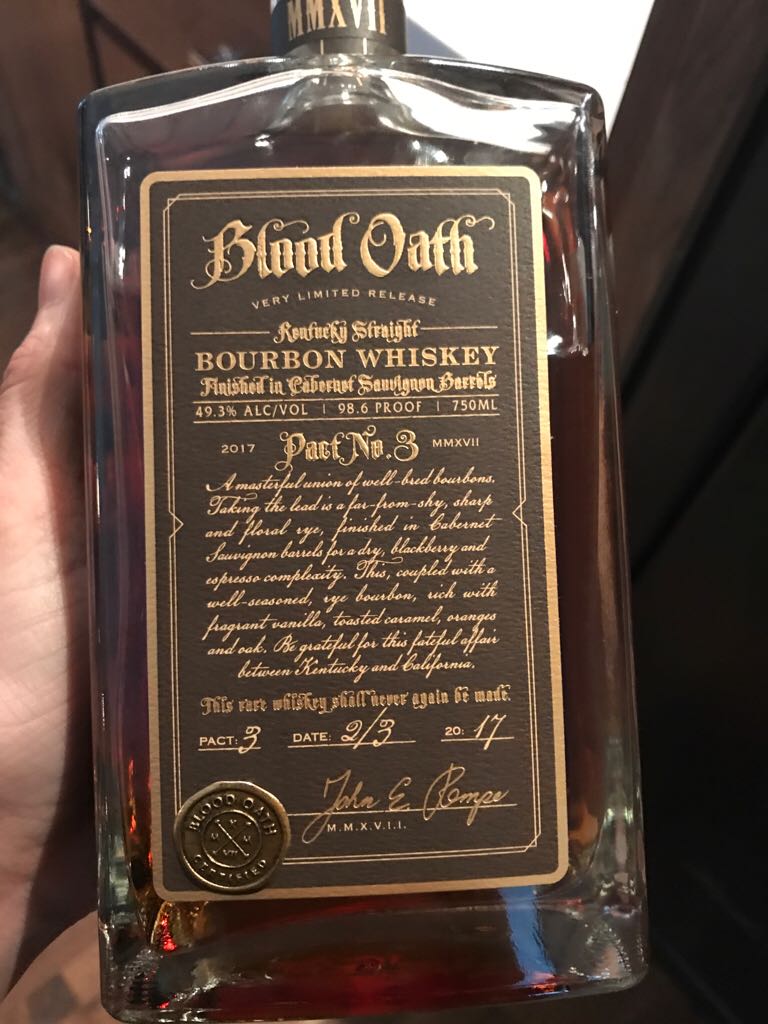 MMXVII
Blood Oath
VERY LIMITED RELEASE
Kentucky Straight
BOURBON WHISKEY
Finished in Cabernet Sauvignon Barrels
49.3% ALC/VOL | 98.6 PROOF | 750ML
2017 Pact No. 3 MMXVII
A masterful union of well-bred bourbons.
Taking the lead is a far-from-shy, sharp
and floral rye, finished in Cabernet
Sauvignon barrels for a dry, blackberry and
espresso complexity. This, coupled with a
well-seasoned, rye bourbon, rich with
fragrant vanilla, toasted caramel, oranges
and oak. Be grateful for this fateful affair
between Kentucky and California.
This rare whiskey shall never again be made.
PACT: 3 DATE: 2/3 20: 17
John E Rempe
M.M.X.V.I.I.
BLOOD OATH
CERTIFIED